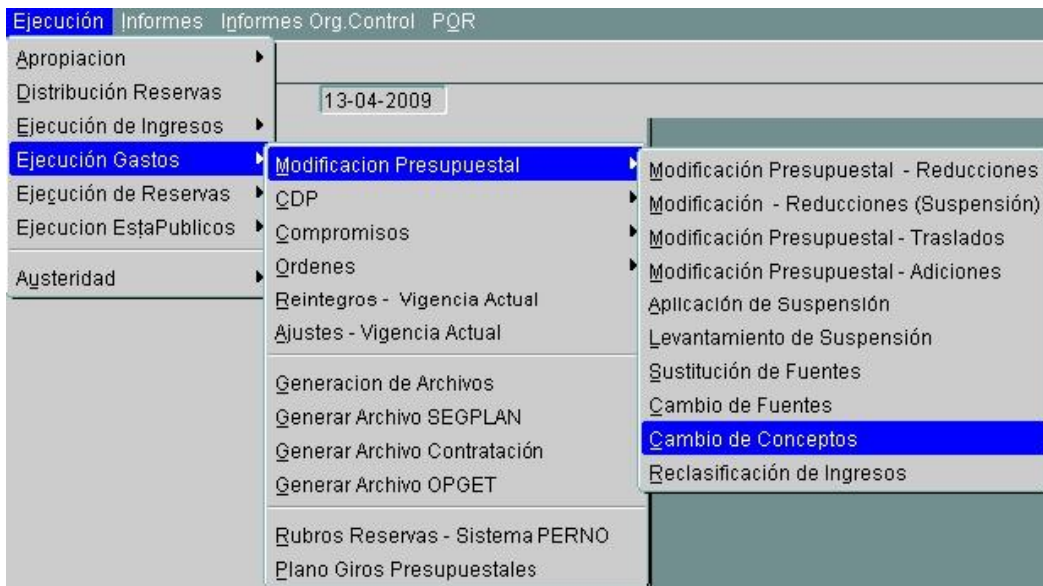 Ejecución Informes Informes Org.Control PQR
Apropiacion
Distribución Reservas
Ejecución de Ingresos
Ejecución Gastos
Ejecución de Reservas
Ejecucion EstaPublicos
Austeridad
13-04-2009
Modificacion Presupuestal
CDP
Compromisos
Ordenes
Reintegros - Vigencia Actual
Ajustes - Vigencia Actual
Generacion de Archivos
Generar Archivo SEGPLAN
Generar Archivo Contratación
Generar Archivo OPGET
Rubros Reservas - Sistema PERNO
Plano Giros Presupuestales
Modificación Presupuestal - Reducciones
Modificación - Reducciones (Suspensión)
Modificación Presupuestal - Traslados
Modificación Presupuestal - Adiciones
Aplicación de Suspensión
Levantamiento de Suspensión
Sustitución de Fuentes
Cambio de Fuentes
Cambio de Conceptos
Reclasificación de Ingresos